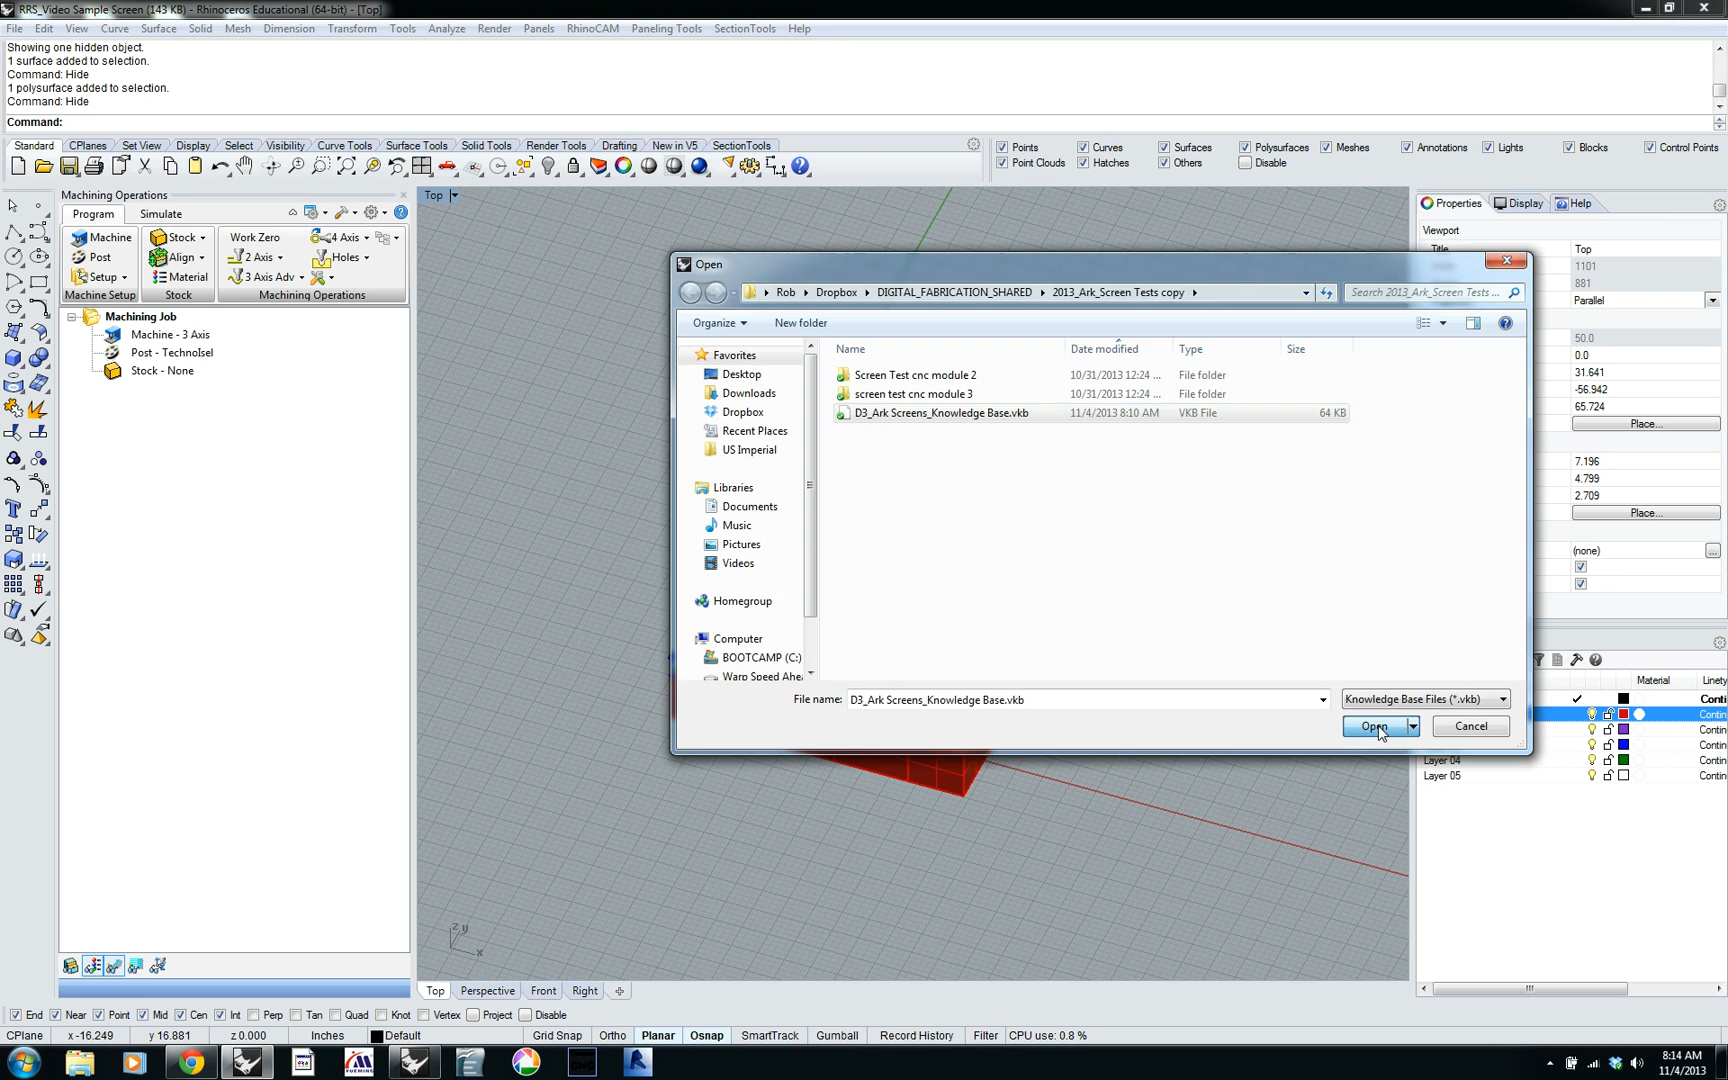 RRS_Video Sample Screen (143 KB) - Rhinoceros Educational (64-bit) - [Top]
File Edit View Curve Surface Solid Mesh Dimension Transform Tools Analyze Render Panels RhinoCAM Paneling Tools SectionTools Help
Showing one hidden object.
1 surface added to selection.
Command: Hide
1 polysurface added to selection.
Command: Hide
Command:
Standard CPlanes Set View Display Select Visibility Curve Tools Surface Tools Solid Tools Render Tools Drafting New in V5 SectionTools
Points Curves Surfaces Polysurfaces Meshes Annotations Lights Blocks Control Points
Point Clouds Hatches Others Disable
Machining Operations
Program Simulate
Machine Stock Work Zero 4 Axis
Post Align 2 Axis Holes
Setup Material 3 Axis Adv
Machine Setup Stock Machining Operations
Machining Job
Machine - 3 Axis
Post - TechnoIsel
Stock - None
Top
Open
Rob Dropbox DIGITAL_FABRICATION_SHARED 2013_Ark_Screen Tests copy
Search 2013_Ark_Screen Tests ...
Organize New folder
Favorites
Desktop
Downloads
Dropbox
Recent Places
US Imperial
Libraries
Documents
Music
Pictures
Videos
Homegroup
Computer
BOOTCAMP (C:)
Name Date modified Type Size
Screen Test cnc module 2 10/31/2013 12:24 ... File folder
screen test cnc module 3 10/31/2013 12:24 ... File folder
D3_Ark Screens_Knowledge Base.vkb 11/4/2013 8:10 AM VKB File 64 KB
File name: D3_Ark Screens_Knowledge Base.vkb Knowledge Base Files (*.vkb)
Open Cancel
Properties Display Help
Viewport
Title Top
1101
881
Parallel
50.0
0.0
31.641
-56.942
65.724
Place...
7.196
4.799
2.709
Place...
(none)
...
Material Linety
Conti
Contin
Contin
Contin
Layer 04 Contin
Layer 05 Contin
z y
x
Top Perspective Front Right
End Near Point Mid Cen Int Perp Tan Quad Knot Vertex Project Disable
CPlane x -16.249 y 16.881 z 0.000 Inches Default Grid Snap Ortho Planar Osnap SmartTrack Gumball Record History Filter CPU use: 0.8 %
8:14 AM
11/4/2013